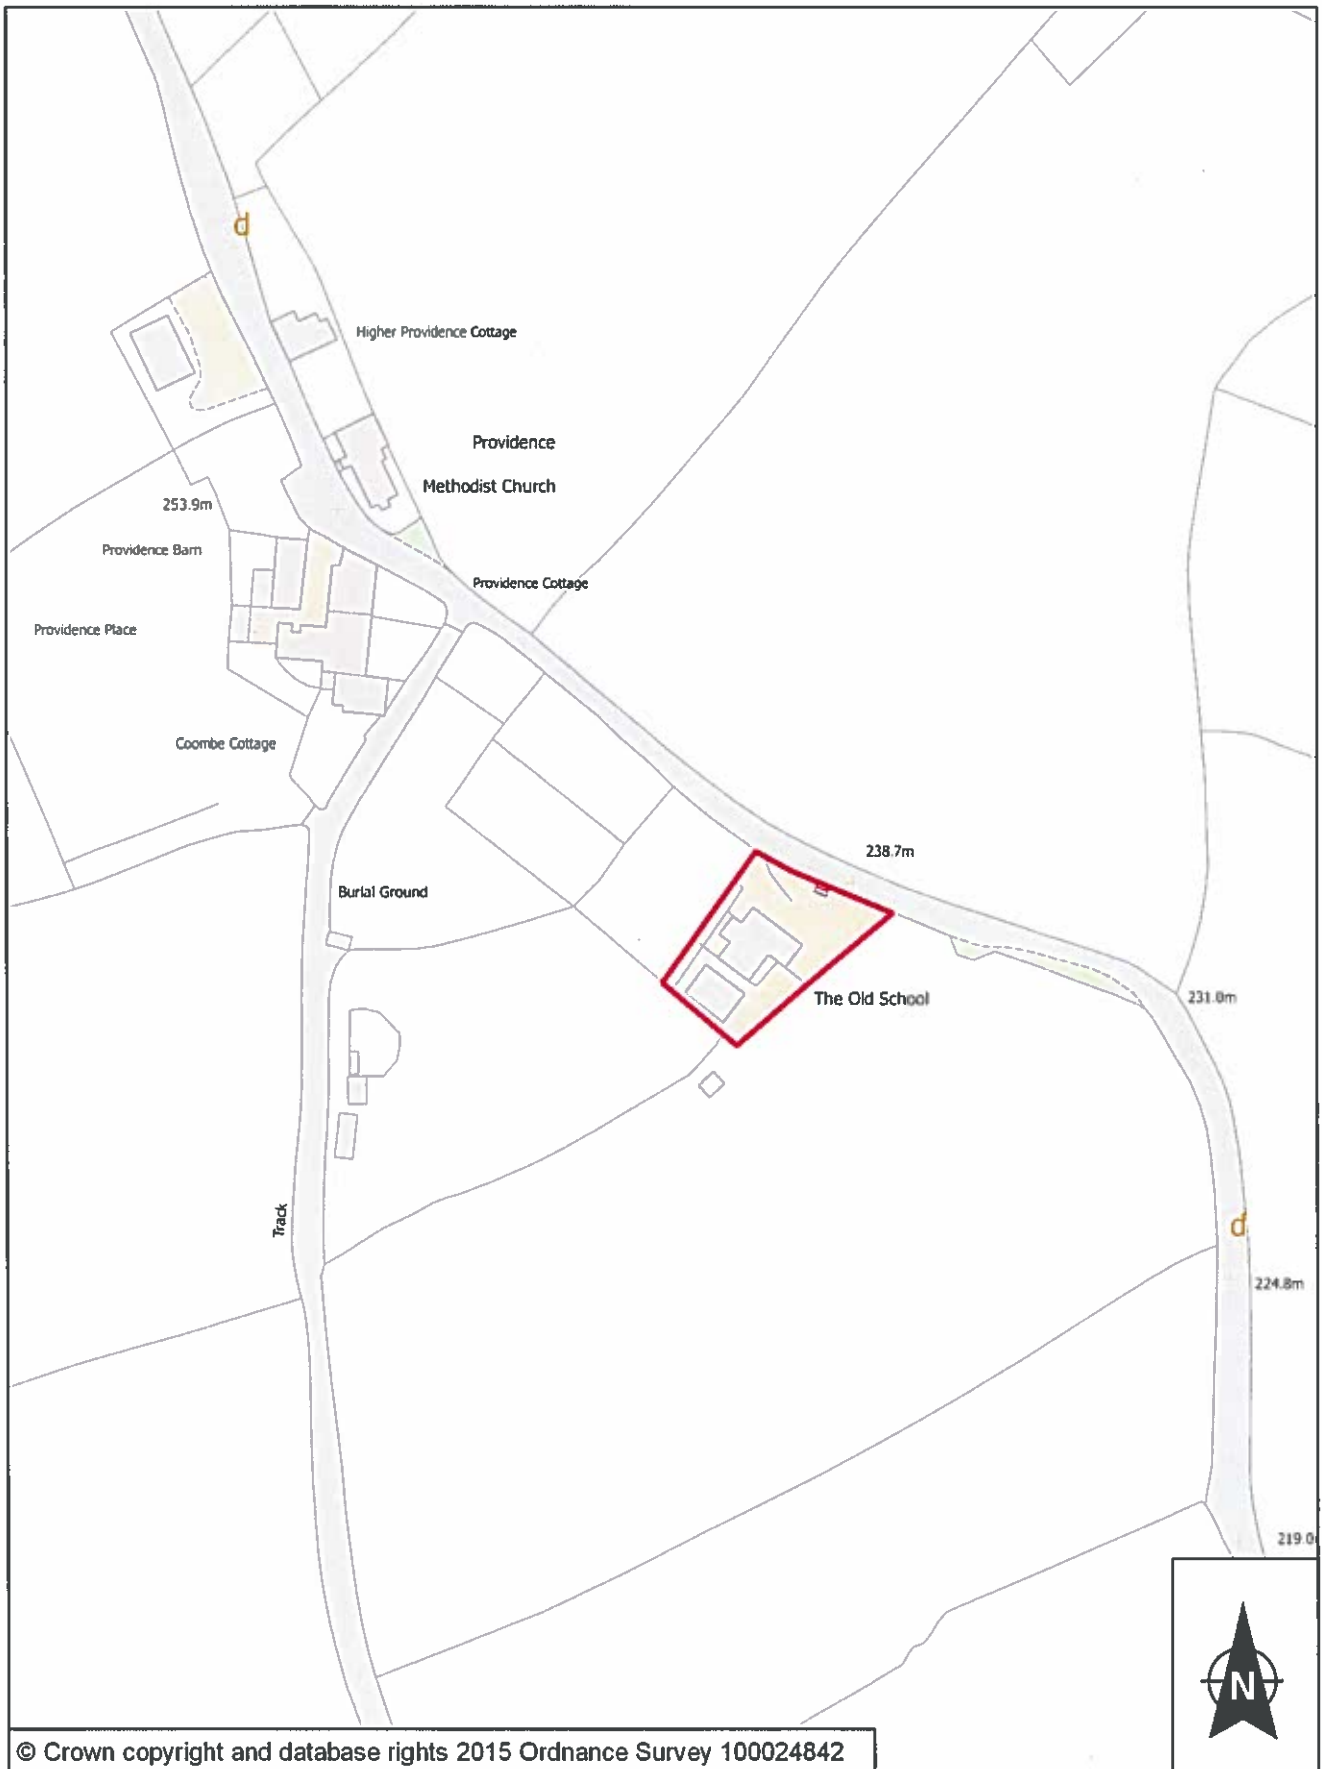 d
Higher Providence Cottage
Providence
Methodist Church
253.9m
Providence Barn
Providence Cottage
Providence Place
Coombe Cottage
238.7m
Burial Ground
The Old School
231.0m
Track
d
224.8m
219.0
N
© Crown copyright and database rights 2015 Ordnance Survey 100024842